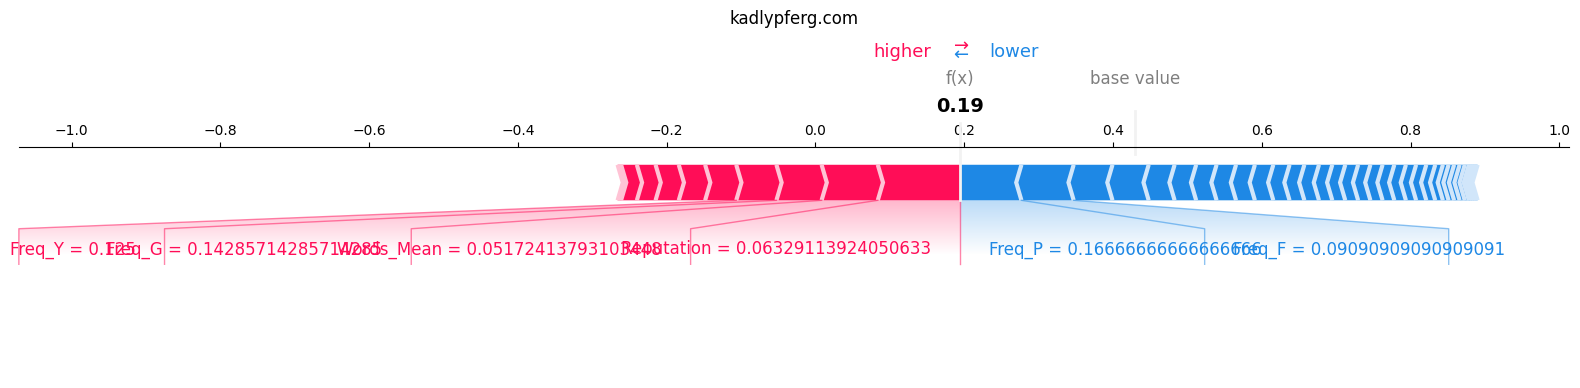 kadlypferg.com
higher ⇄ lower
f(x) base value
0.19
−1.0 −0.8 −0.6 −0.4 −0.2 0.0 0.2 0.4 0.6 0.8 1.0
Freq_Y = 0.125 Freq_G = 0.14285714285714285 Words_Mean = 0.05172413793103448 Reputation = 0.06329113924050633 Freq_P = 0.16666666666666666 Freq_F = 0.09090909090909091